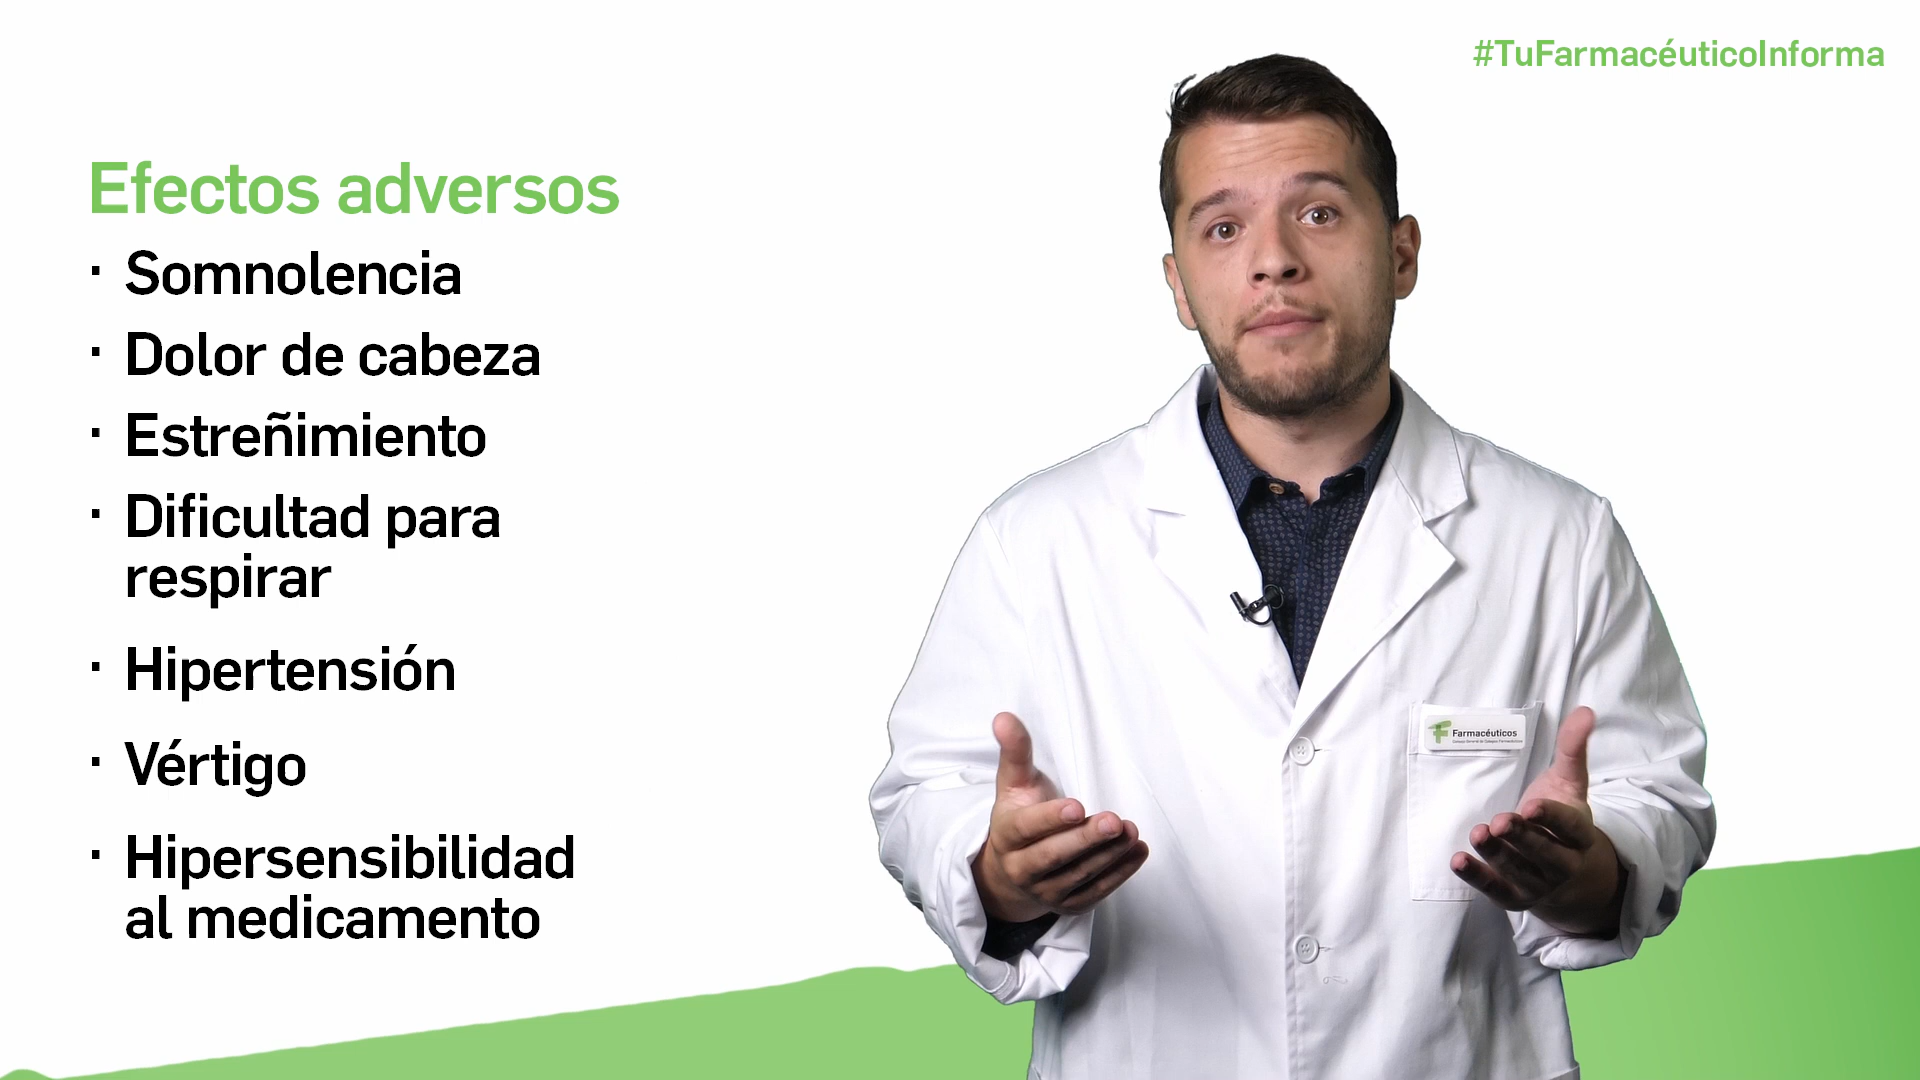 #TuFarmacéuticoInforma
Efectos adversos
· Somnolencia
· Dolor de cabeza
· Estreñimiento
· Dificultad para
respirar
· Hipertensión
· Vértigo
· Hipersensibilidad
al medicamento
Farmacéuticos